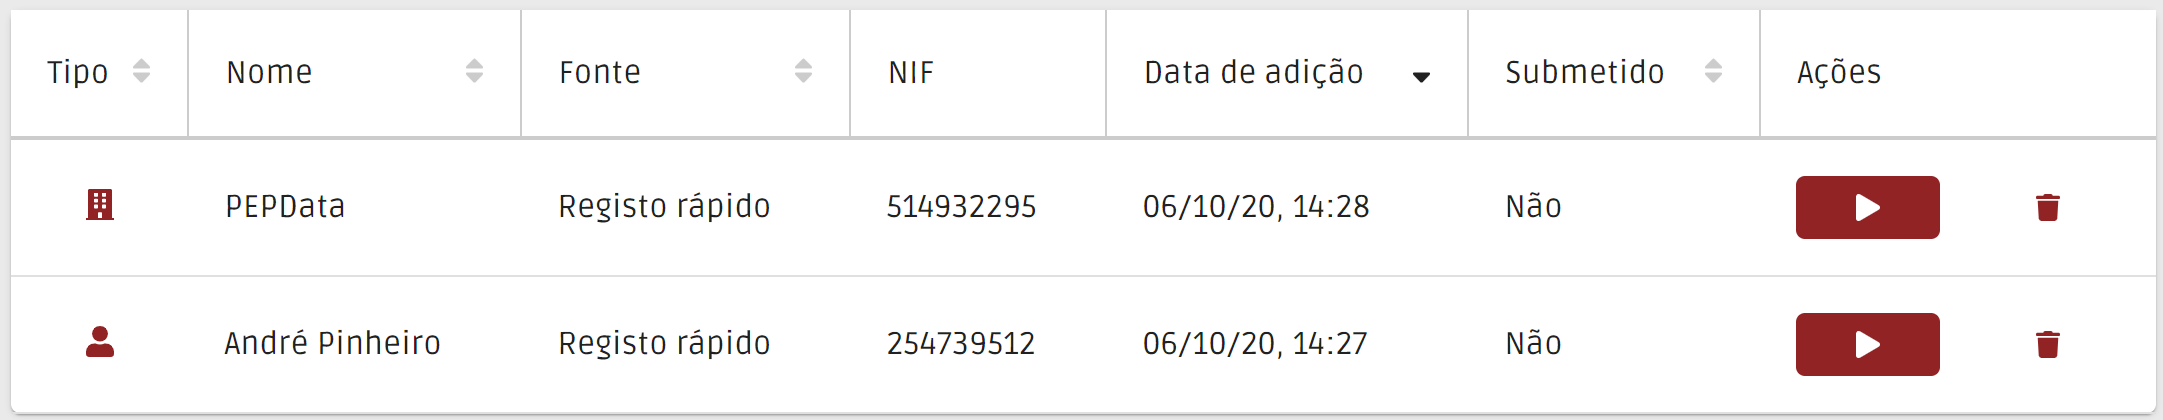 Tipo Nome Fonte NIF Data de adição Submetido Ações
PEPData Registo rápido 514932295 06/10/20, 14:28 Não
André Pinheiro Registo rápido 254739512 06/10/20, 14:27 Não